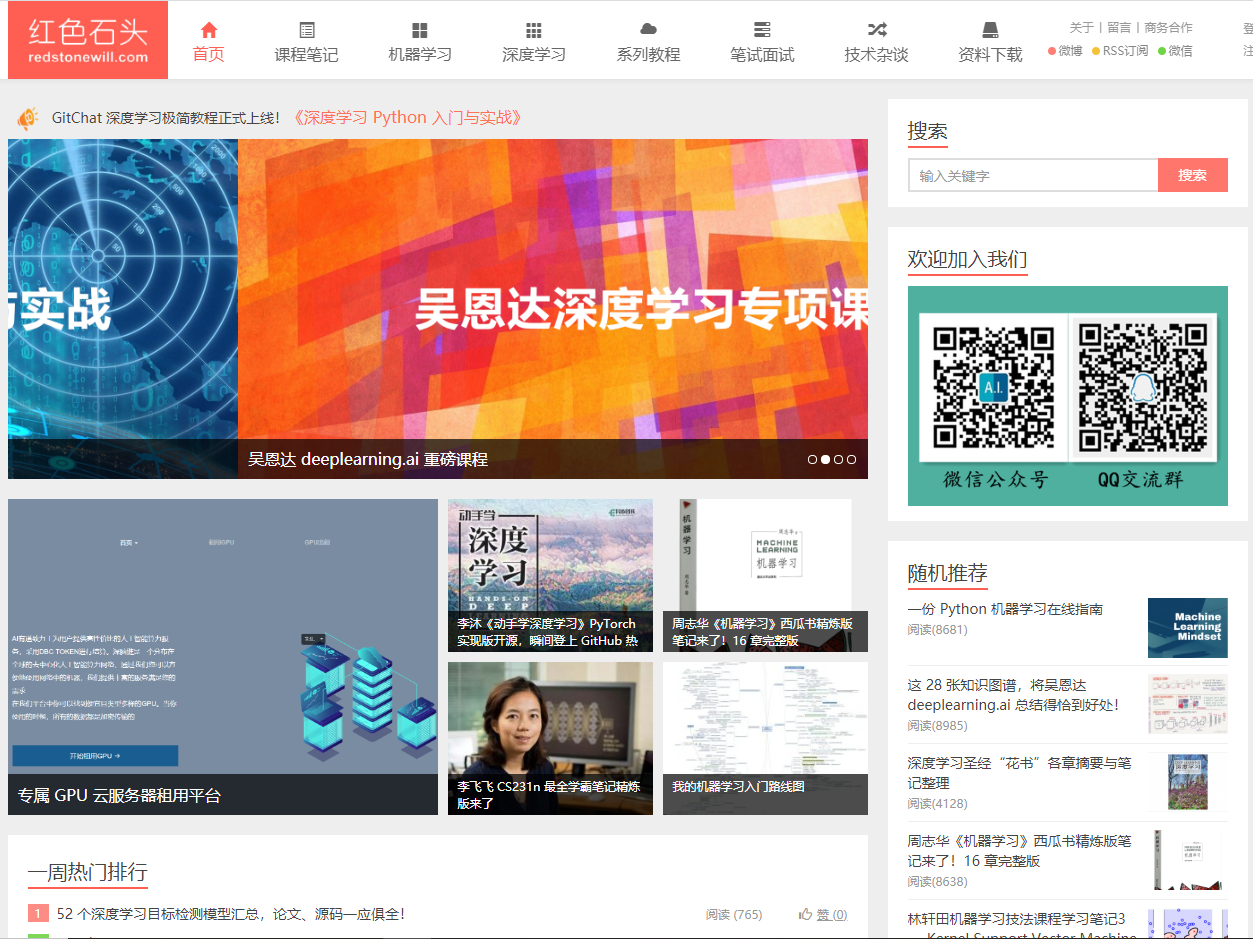 红色石头
redstonewill.com
首页
课程笔记
机器学习
深度学习
系列教程
笔试面试
技术杂谈
资料下载
关于 | 留言 | 商务合作
微博 RSS订阅 微信
GitChat 深度学习极简教程正式上线！《深度学习 Python 入门与实战》
实战
吴恩达深度学习专项课
吴恩达 deeplearning.ai 重磅课程
搜索
输入关键字
搜索
欢迎加入我们
A.I.
微信公众号
QQ交流群
首页
开始租用GPU →
专属 GPU 云服务器租用平台
动手学
深度
学习
HANDS-ON
DEEP
李沐《动手学深度学习》PyTorch
实现版开源，瞬间登上 GitHub 热
机器学习
周志华
MACHINE
LEARNING
机器学习
周志华《机器学习》西瓜书精炼版
笔记来了！16 章完整版
李飞飞 CS231n 最全学霸笔记精炼
版来了
我的机器学习入门路线图
随机推荐
一份 Python 机器学习在线指南
阅读(8681)
Machine
Learning
Mindset
这 28 张知识图谱，将吴恩达
deeplearning.ai 总结得恰到好处！
阅读(8985)
深度学习圣经“花书”各章摘要与笔
记整理
阅读(4128)
周志华《机器学习》西瓜书精炼版笔
记来了！16 章完整版
阅读(8638)
林轩田机器学习技法课程学习笔记3
— Kernel Support Vector Machine
一周热门排行
1 52 个深度学习目标检测模型汇总，论文、源码一应俱全！
阅读 (765)
赞 (0)